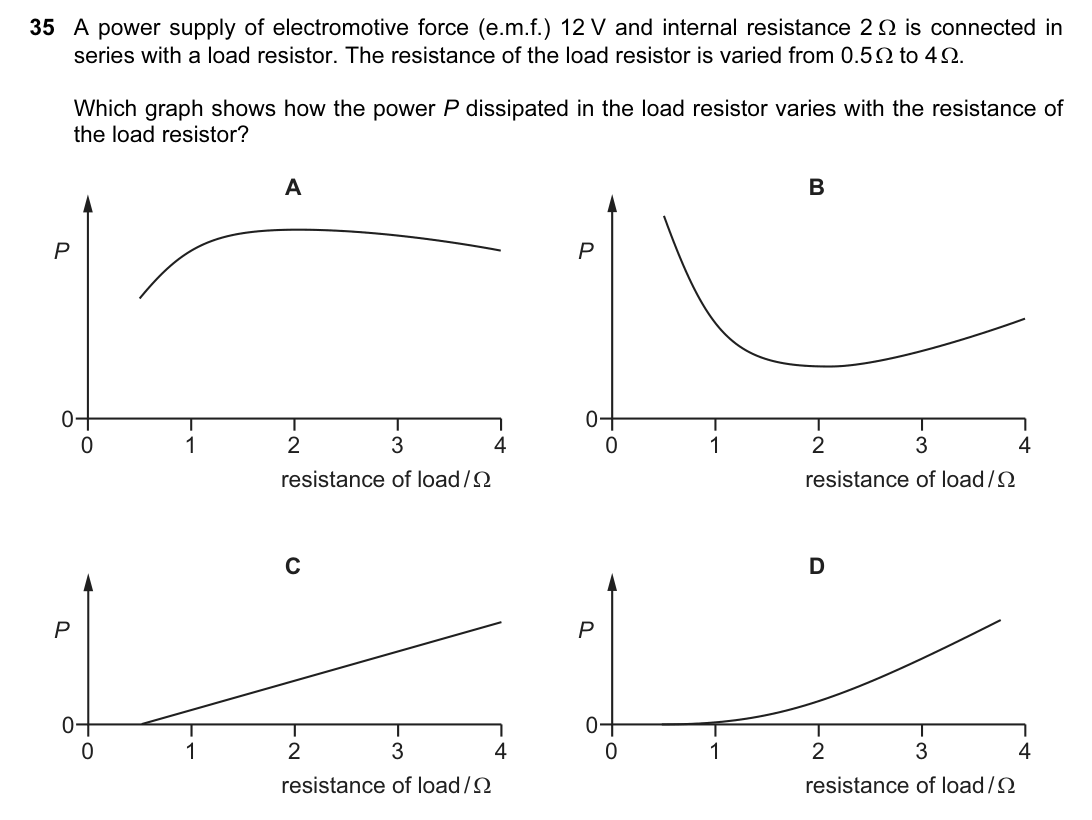 35 A power supply of electromotive force (e.m.f.) 12 V and internal resistance 2 Ω is connected in
series with a load resistor. The resistance of the load resistor is varied from 0.5 Ω to 4 Ω.
Which graph shows how the power P dissipated in the load resistor varies with the resistance of
the load resistor?
A
P
0
0 1 2 3 4
resistance of load / Ω
B
P
0
0 1 2 3 4
resistance of load / Ω
C
P
0
0 1 2 3 4
resistance of load / Ω
D
P
0
0 1 2 3 4
resistance of load / Ω